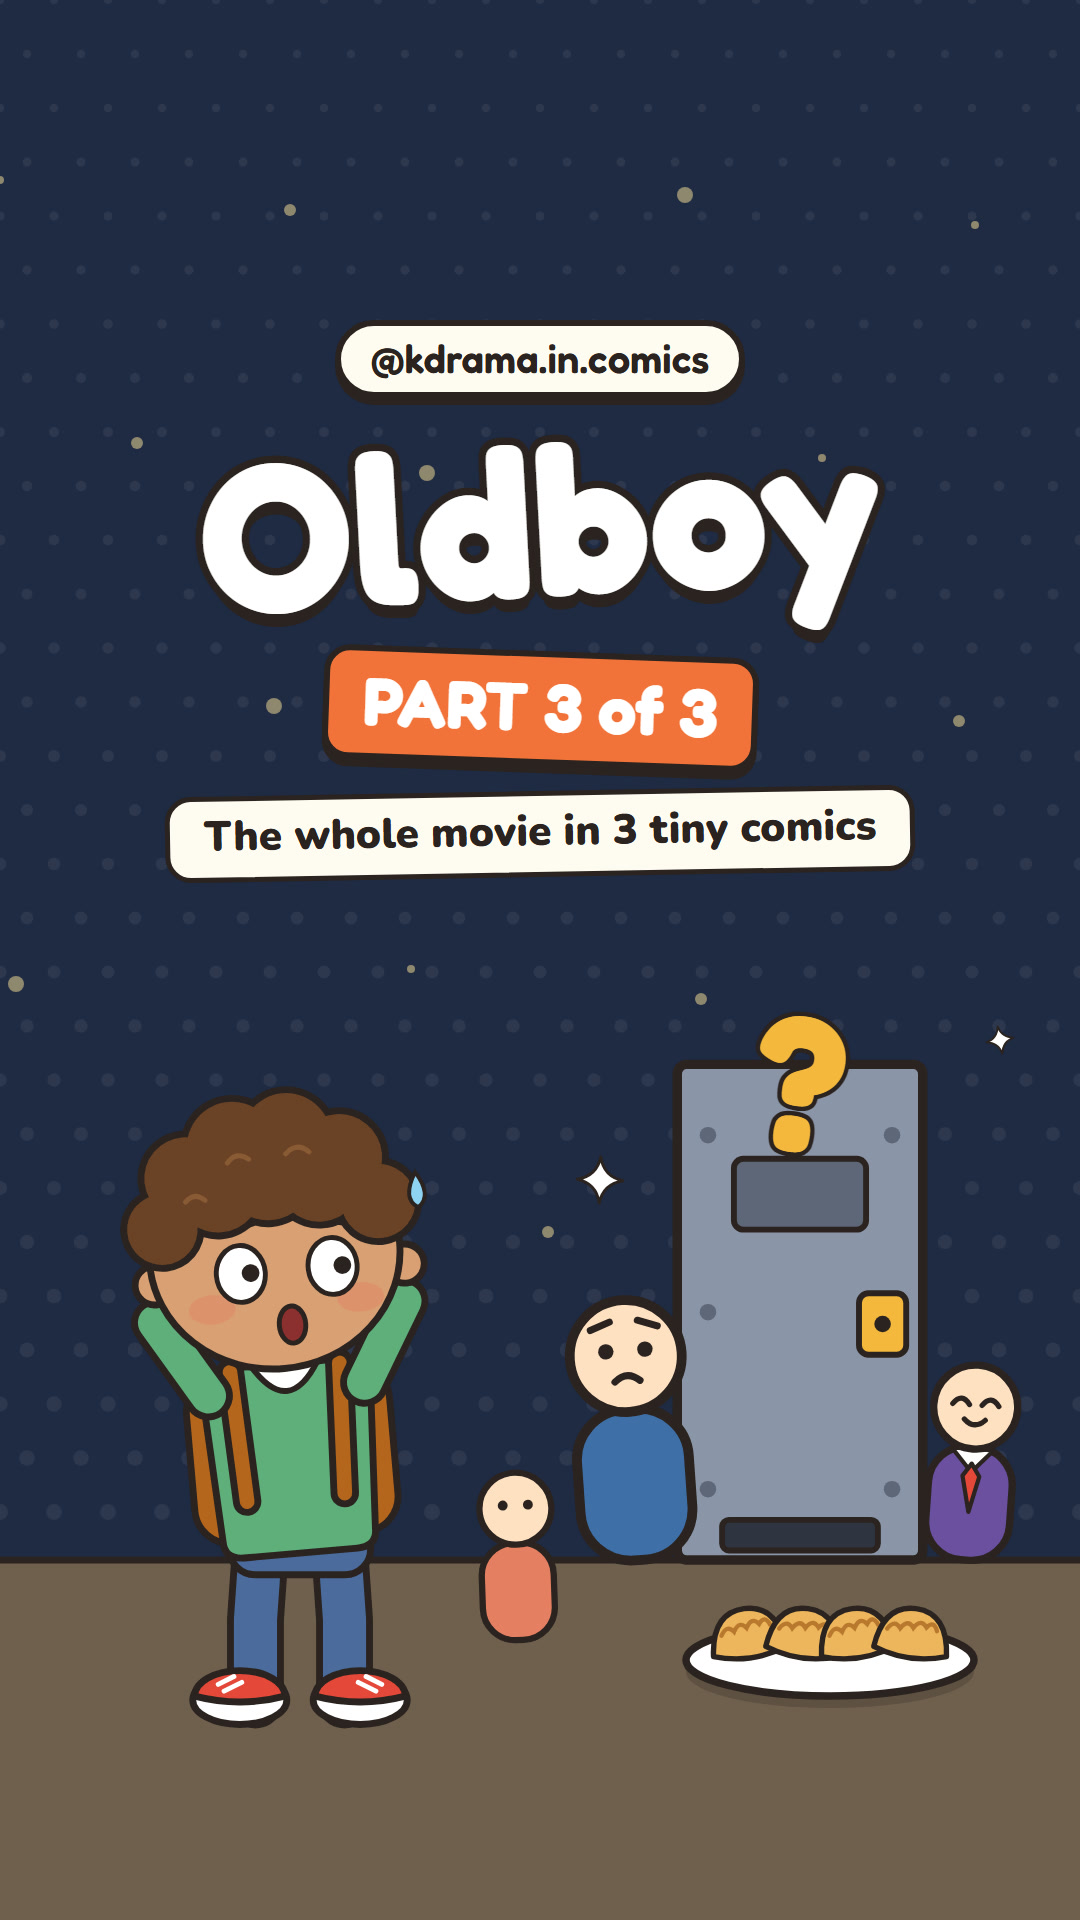 @kdrama.in.comics
Oldboy
PART 3 of 3
The whole movie in 3 tiny comics
?